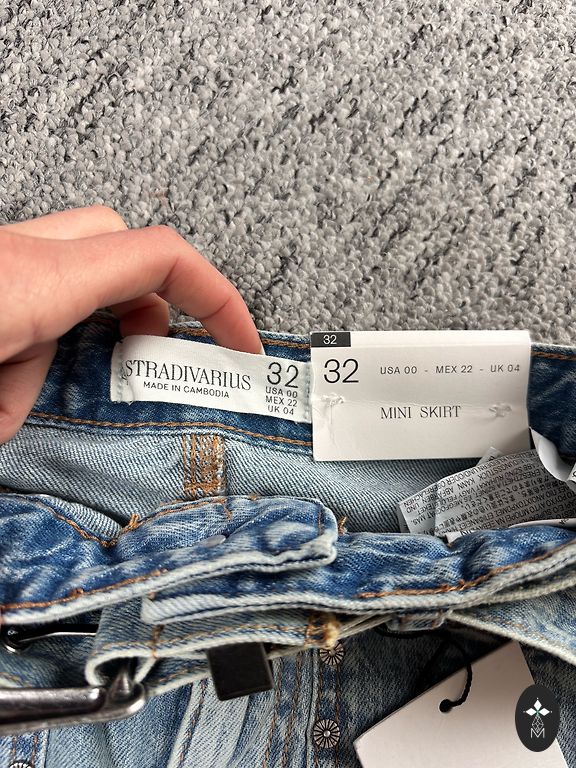 STRADIVARIUS
MADE IN CAMBODIA
32
USA 00
MEX 22
UK 04
32
32
USA 00 - MEX 22 - UK 04
MINI SKIRT
M